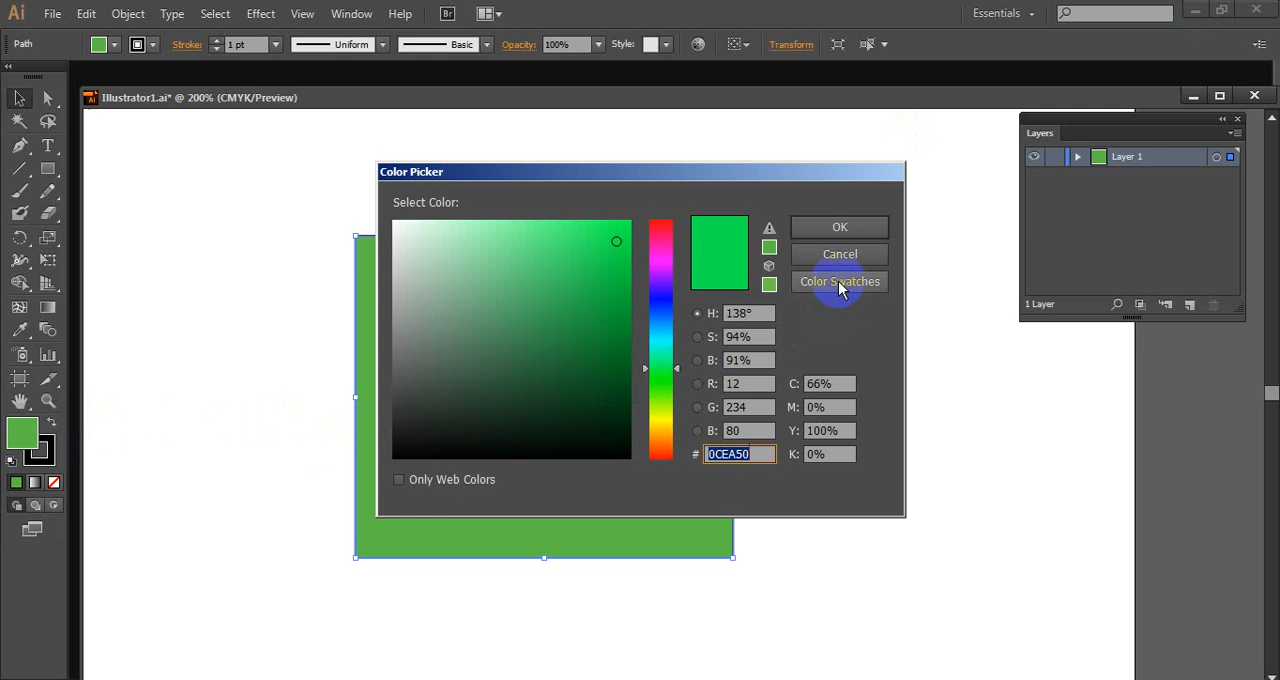 Ai File Edit Object Type Select Effect View Window Help Br Essentials
Path Stroke: 1 pt Uniform Basic Opacity: 100% Style: Transform
Illustrator1.ai* @ 200% (CMYK/Preview)
Layers
Layer 1
1 Layer
Color Picker
Select Color:
OK
Cancel
Color Swatches
H: 138°
S: 94%
B: 91%
R: 12 C: 66%
G: 234 M: 0%
B: 80 Y: 100%
# 0CEA50 K: 0%
Only Web Colors